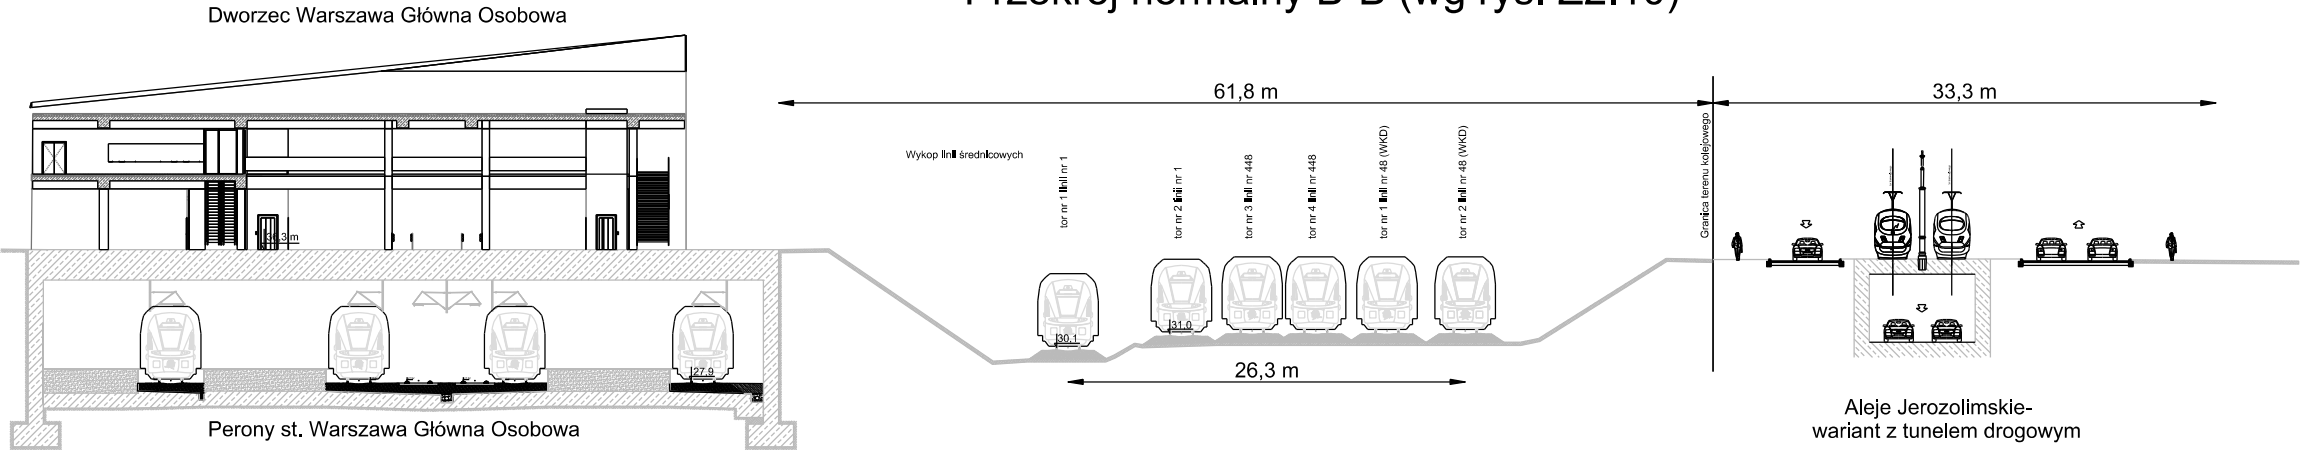 Dworzec Warszawa Główna Osobowa
61,8 m
33,3 m
Wykop linii średnicowych
tor nr 1 linii nr 1
tor nr 2 linii nr 1
tor nr 3 linii nr 448
tor nr 4 linii nr 448
tor nr 1 linii nr 48 (WKD)
tor nr 2 linii nr 48 (WKD)
Granica terenu kolejowego
36,3 m
31,0
30,1
27,9
26,3 m
Perony st. Warszawa Główna Osobowa
Aleje Jerozolimskie-
wariant z tunelem drogowym